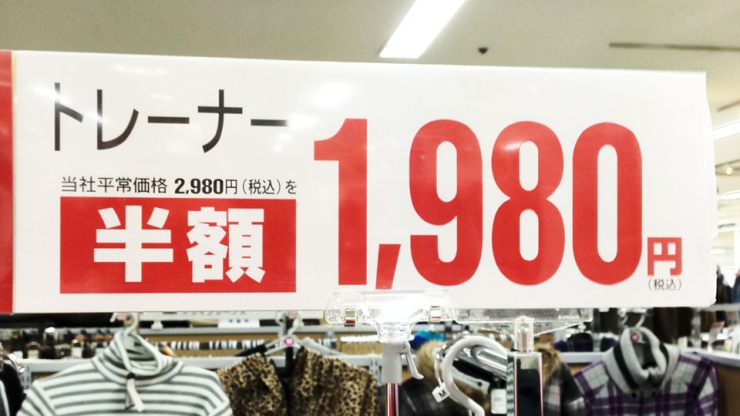 トレーナー
当社平常価格 2,980円(税込)を
半額
1,980円
(税込)
M